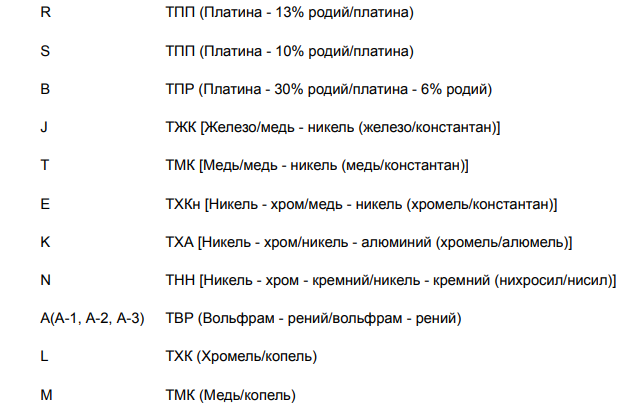 R ТПП (Платина - 13% родий/платина)
S ТПП (Платина - 10% родий/платина)
B ТПР (Платина - 30% родий/платина - 6% родий)
J ТЖК [Железо/медь - никель (железо/константан)]
T ТМК [Медь/медь - никель (медь/константан)]
E ТХКн [Никель - хром/медь - никель (хромель/константан)]
K ТХА [Никель - хром/никель - алюминий (хромель/алюмель)]
N ТНН [Никель - хром - кремний/никель - кремний (нихросил/нисил)]
A(A-1, A-2, A-3) ТВР (Вольфрам - рений/вольфрам - рений)
L ТХК (Хромель/копель)
M ТМК (Медь/копель)